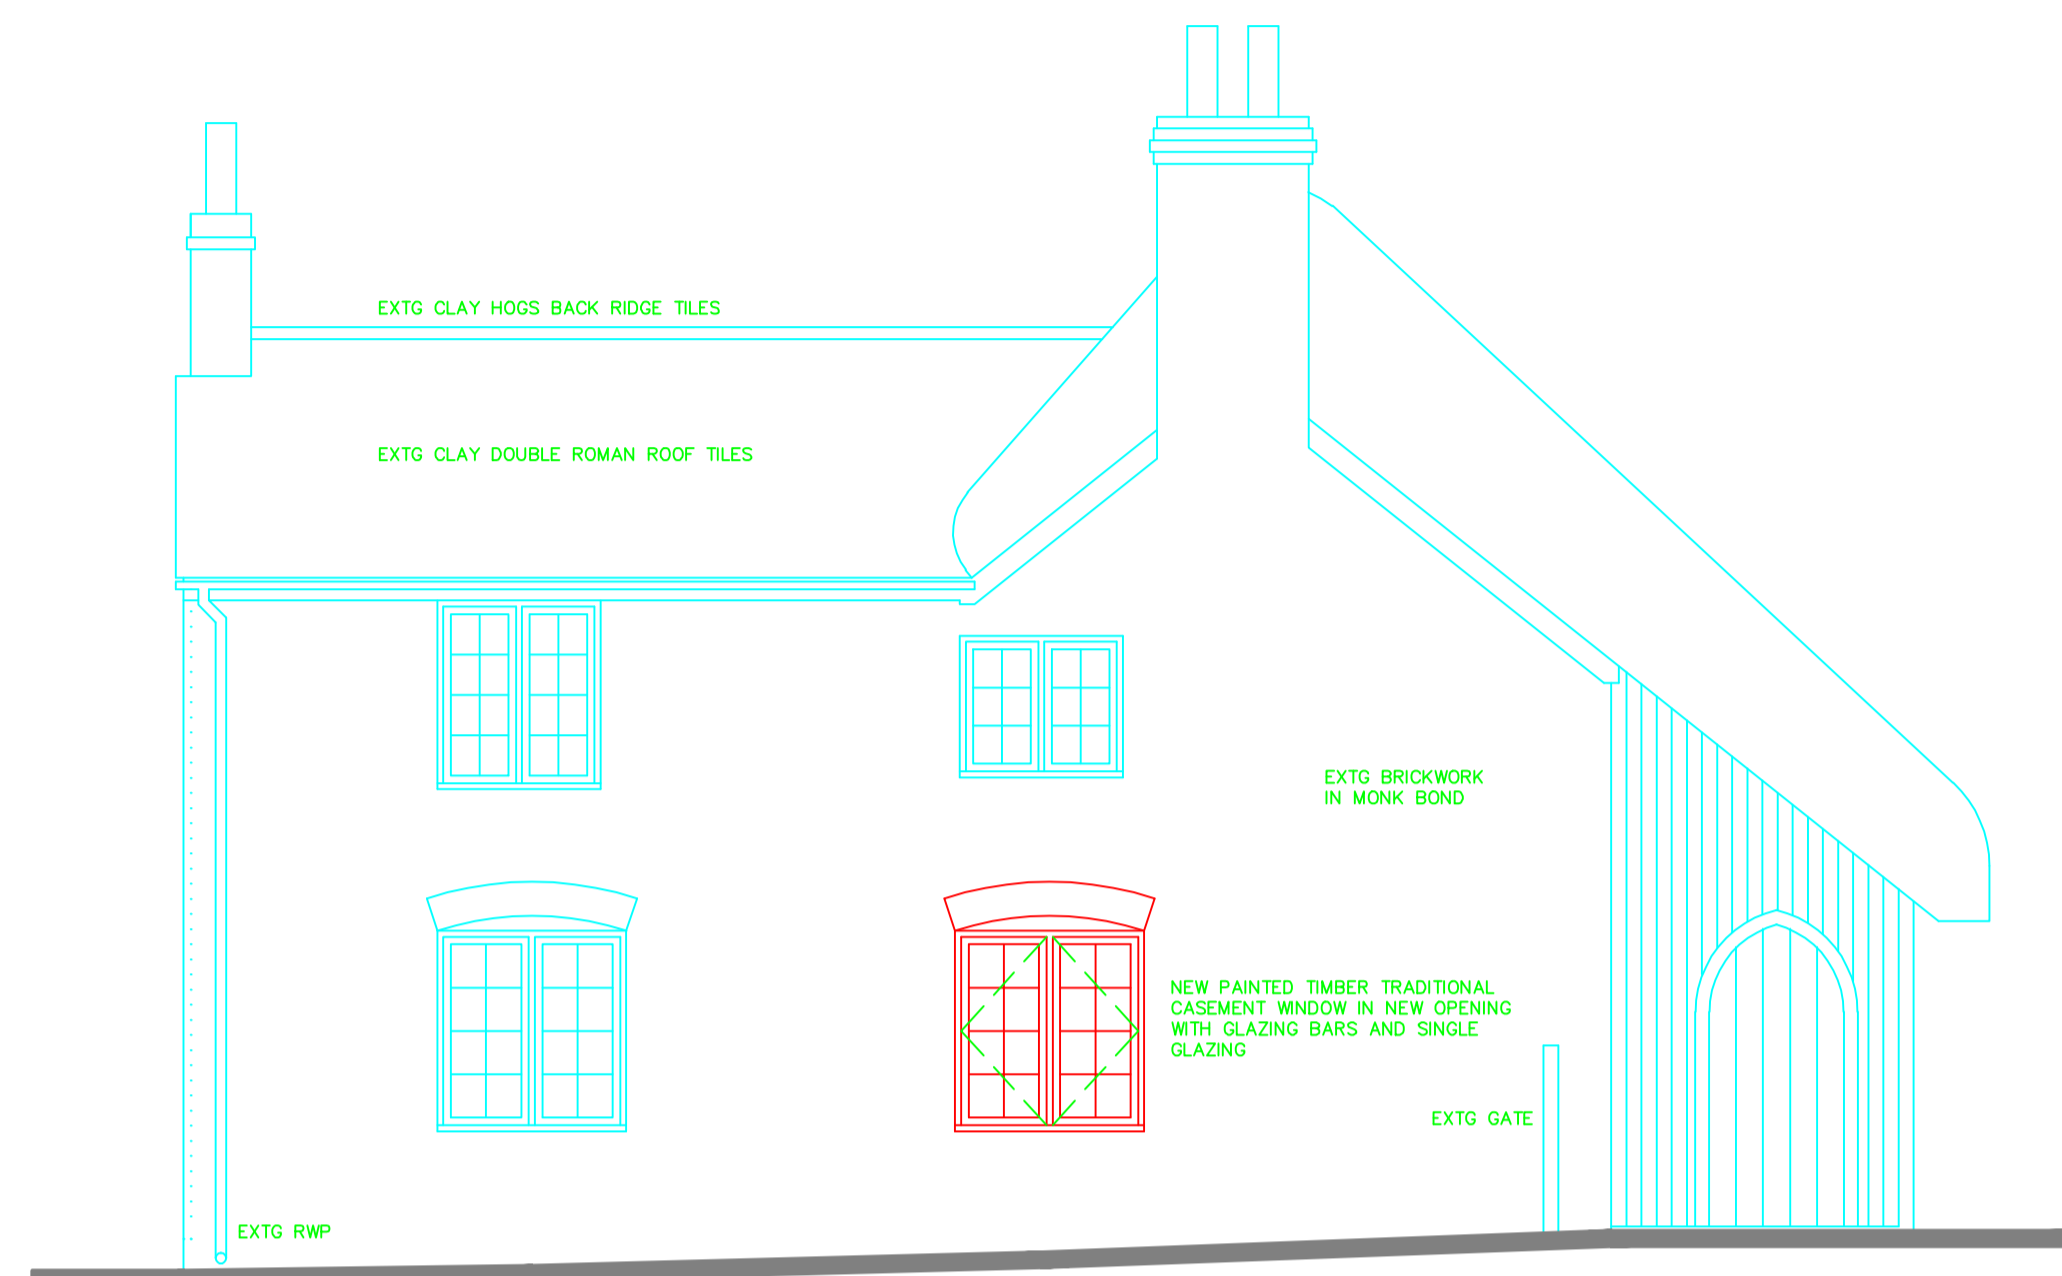 EXTG CLAY HOGS BACK RIDGE TILES
EXTG CLAY DOUBLE ROMAN ROOF TILES
EXTG BRICKWORK
IN MONK BOND
NEW PAINTED TIMBER TRADITIONAL
CASEMENT WINDOW IN NEW OPENING
WITH GLAZING BARS AND SINGLE
GLAZING
EXTG GATE
EXTG RWP